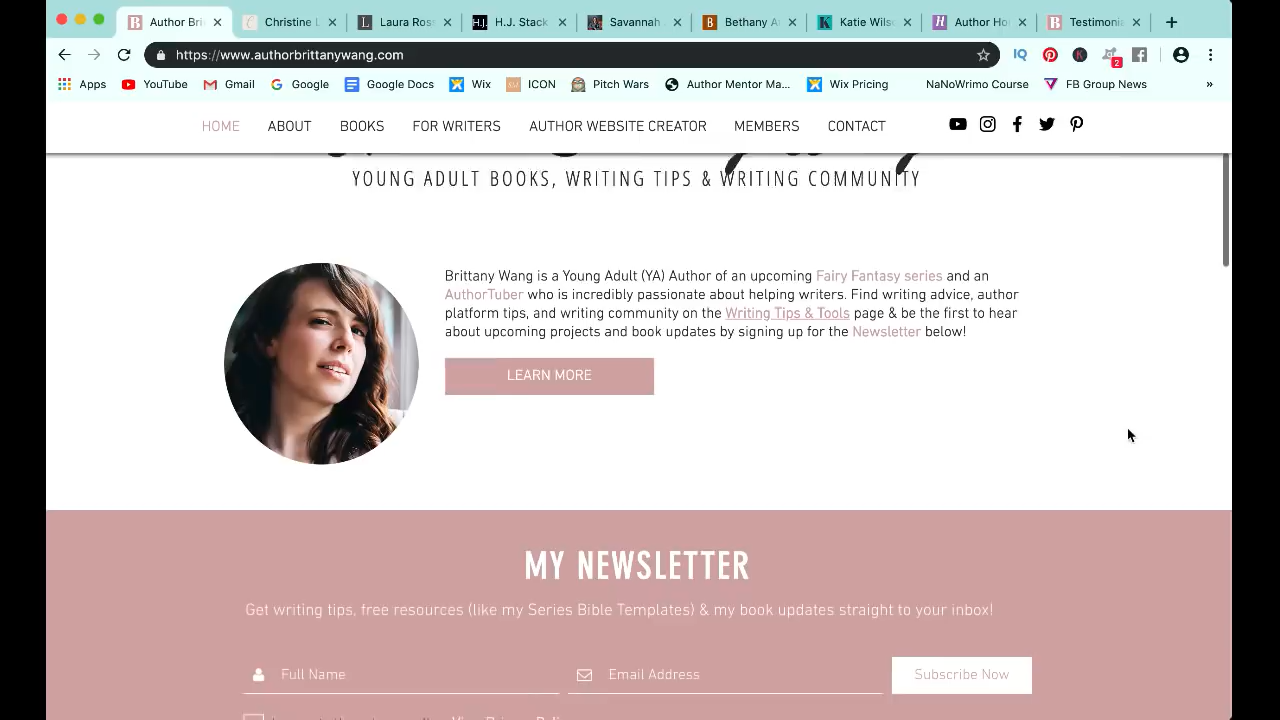 Author Bri
Christine L
Laura Ros
H.J. Stack
Savannah
Bethany A
Katie Wils
Author Ho
Testimonia
https://www.authorbrittanywang.com
2
Apps
YouTube
Gmail
Google
Google Docs
Wix
ICON
Pitch Wars
Author Mentor Ma...
Wix Pricing
NaNoWrimo Course
FB Group News
»
HOME
ABOUT
BOOKS
FOR WRITERS
AUTHOR WEBSITE CREATOR
MEMBERS
CONTACT
YOUNG ADULT BOOKS, WRITING TIPS & WRITING COMMUNITY
Brittany Wang is a Young Adult (YA) Author of an upcoming Fairy Fantasy series and an
AuthorTuber who is incredibly passionate about helping writers. Find writing advice, author
platform tips, and writing community on the Writing Tips & Tools page & be the first to hear
about upcoming projects and book updates by signing up for the Newsletter below!
LEARN MORE
MY NEWSLETTER
Get writing tips, free resources (like my Series Bible Templates) & my book updates straight to your inbox!
Full Name
Email Address
Subscribe Now